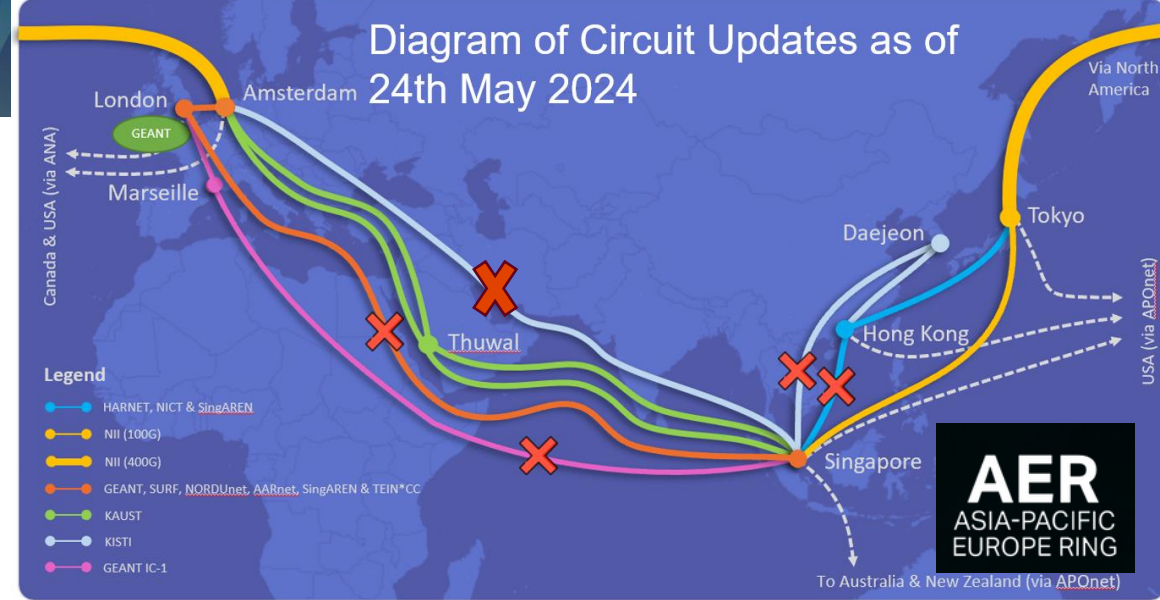 Diagram of Circuit Updates as of
24th May 2024
Via North
America
London
Amsterdam
GEANT
Canada & USA (via ANA)
Marseille
Tokyo
Daejeon
Hong Kong
Thuwal
USA (via APOnet)
Singapore
Legend
HARNET, NICT & SingAREN
NII (100G)
NII (400G)
GEANT, SURF, NORDUnet, AARnet, SingAREN & TEIN*CC
KAUST
KISTI
GEANT IC-1
AER
ASIA-PACIFIC
EUROPE RING
To Australia & New Zealand (via APOnet)